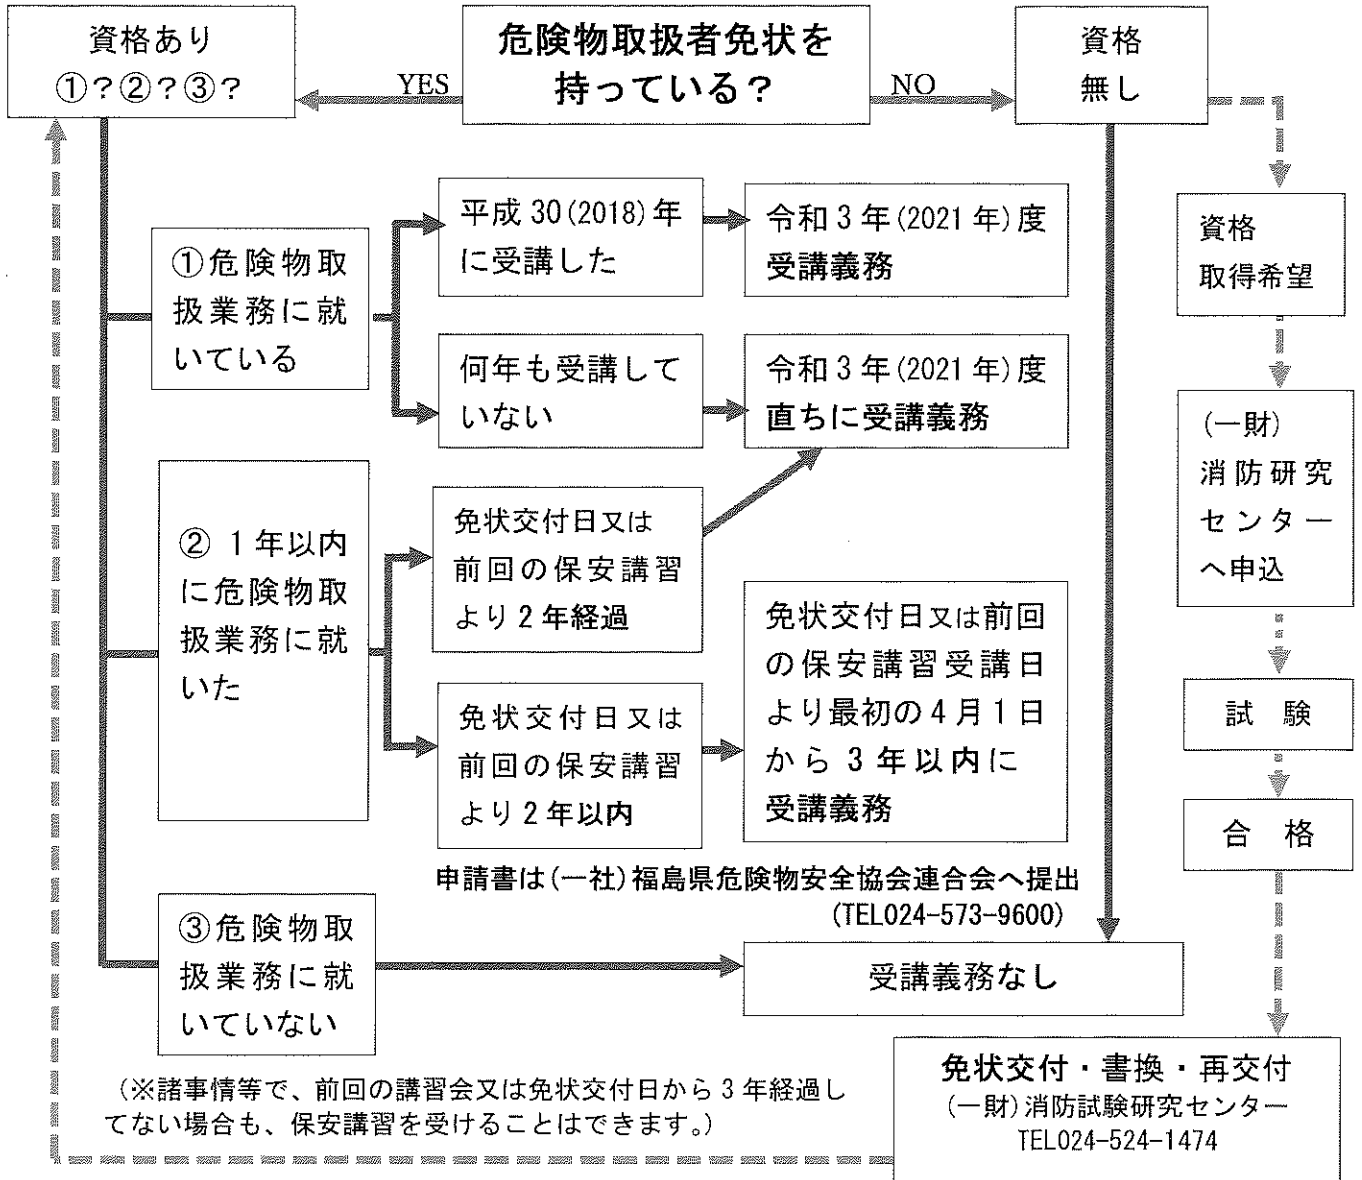 資格あり
①?②?③?
YES
危険物取扱者免状を
持っている?
NO
資格
無し
①危険物取
扱業務に就
いている
平成30(2018)年
に受講した
令和3年(2021年)度
受講義務
何年も受講して
いない
令和3年(2021年)度
直ちに受講義務
② 1年以内
に危険物取
扱業務に就
いた
免状交付日又は
前回の保安講習
より2年経過
免状交付日又は
前回の保安講習
より2年以内
免状交付日又は前回
の保安講習受講日
より最初の4月1日
から3年以内に
受講義務
申請書は(一社)福島県危険物安全協会連合会へ提出
(TEL024-573-9600)
③危険物取
扱業務に就
いていない
受講義務なし
資格
取得希望
(一財)
消防研究
センター
へ申込
試 験
合 格
免状交付・書換・再交付
(一財)消防試験研究センター
TEL024-524-1474
(※諸事情等で、前回の講習会又は免状交付日から3年経過し
てない場合も、保安講習を受けることはできます。)